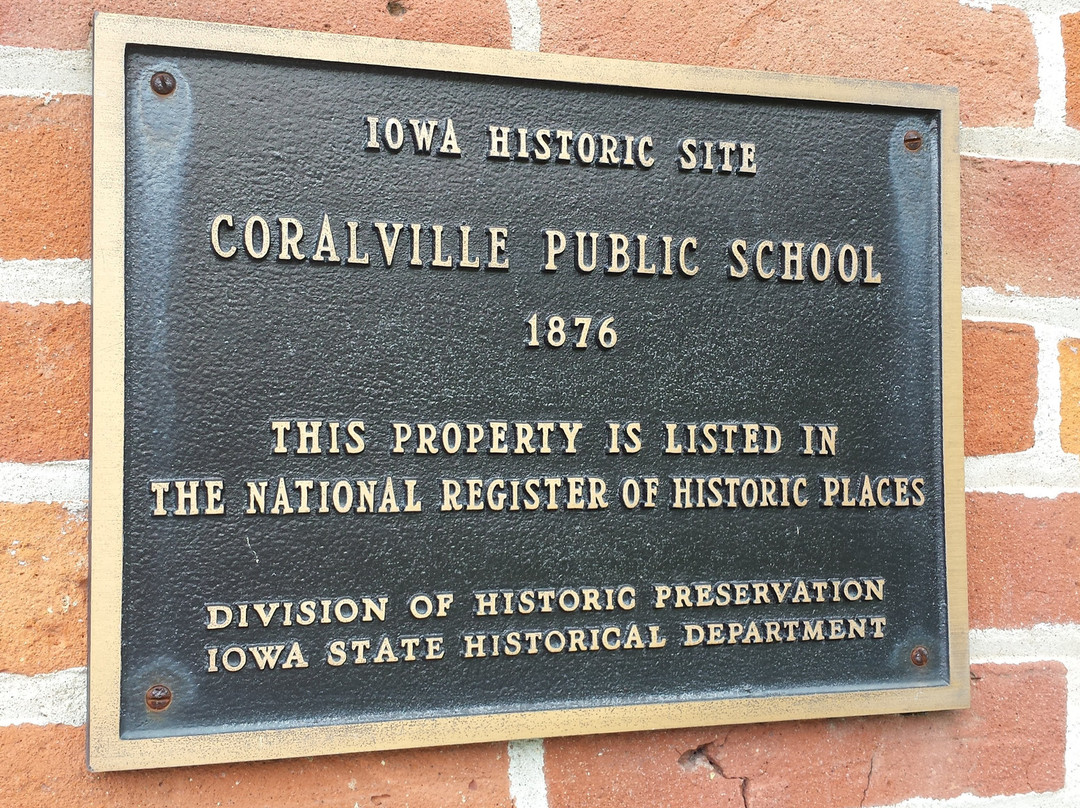 IOWA HISTORIC SITE
CORALVILLE PUBLIC SCHOOL
1876
THIS PROPERTY IS LISTED IN
THE NATIONAL REGISTER OF HISTORIC PLACES
DIVISION OF HISTORIC PRESERVATION
IOWA STATE HISTORICAL DEPARTMENT